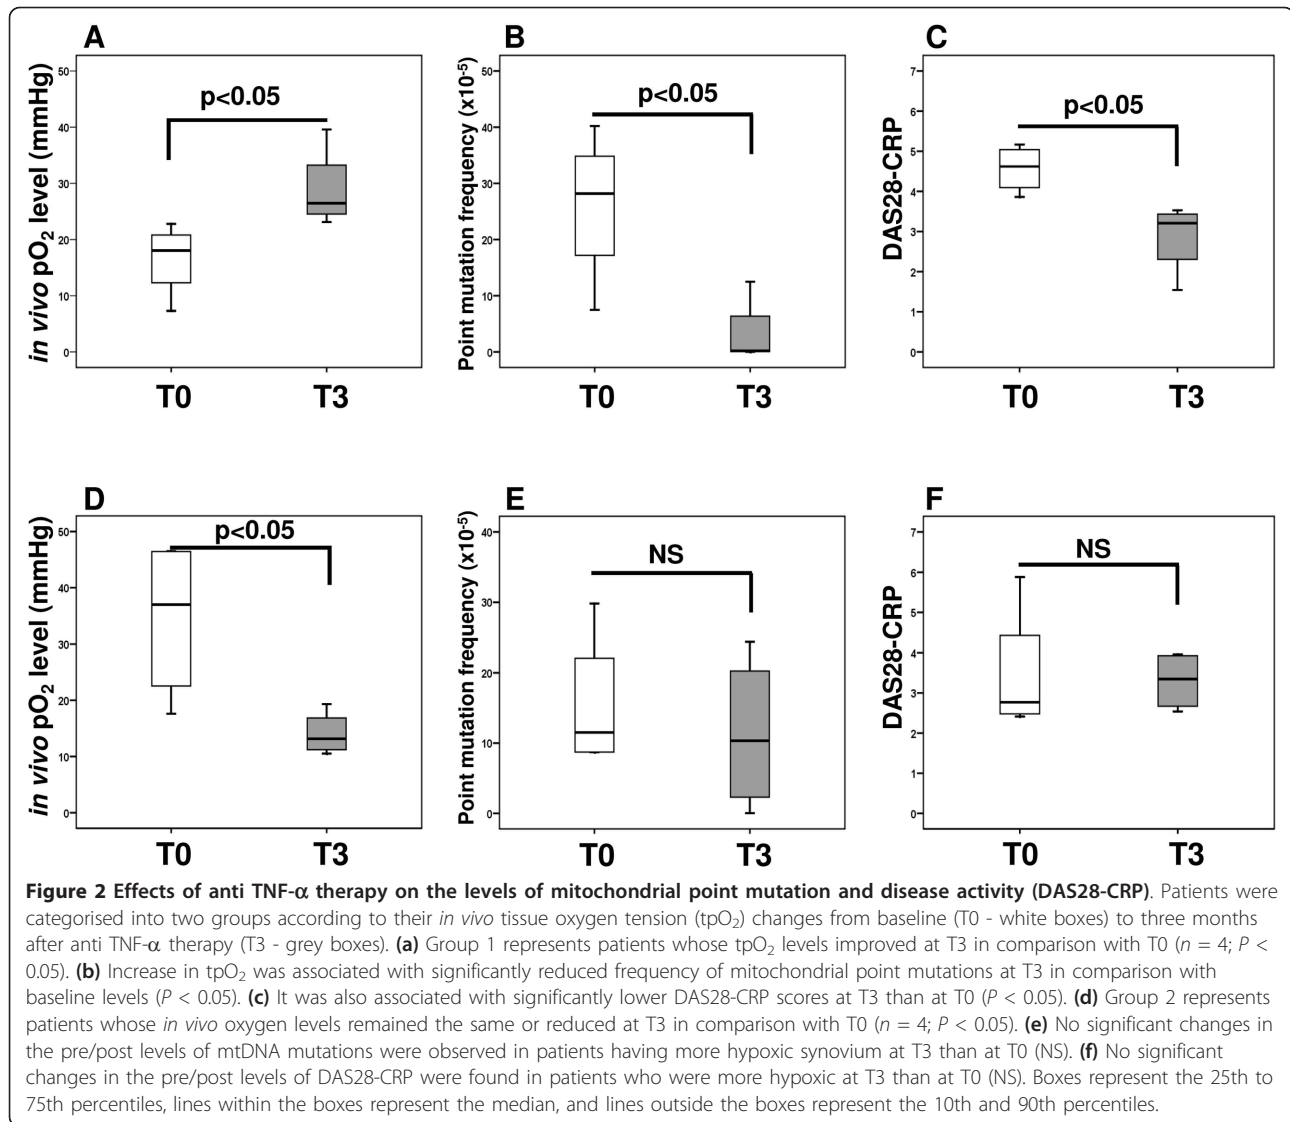 A
B
C
in vivo pO2 level (mmHg)
50
40
30
20
10
0
p<0.05
T0 T3
Point mutation frequency (x10-5)
50
40
30
20
10
0
p<0.05
T0 T3
DAS28-CRP
7
6
5
4
3
2
1
0
p<0.05
T0 T3
D
E
F
in vivo pO2 level (mmHg)
50
40
30
20
10
0
p<0.05
T0 T3
Point mutation frequency (x10-5)
40
30
20
10
0
NS
T0 T3
DAS28-CRP
7
6
5
4
3
2
1
0
NS
T0 T3
Figure 2 Effects of anti TNF-α therapy on the levels of mitochondrial point mutation and disease activity (DAS28-CRP). Patients were
categorised into two groups according to their in vivo tissue oxygen tension (tpO2) changes from baseline (T0 - white boxes) to three months
after anti TNF-α therapy (T3 - grey boxes). (a) Group 1 represents patients whose tpO2 levels improved at T3 in comparison with T0 (n = 4; P <
0.05). (b) Increase in tpO2 was associated with significantly reduced frequency of mitochondrial point mutations at T3 in comparison with
baseline levels (P < 0.05). (c) It was also associated with significantly lower DAS28-CRP scores at T3 than at T0 (P < 0.05). (d) Group 2 represents
patients whose in vivo oxygen levels remained the same or reduced at T3 in comparison with T0 (n = 4; P < 0.05). (e) No significant changes in
the pre/post levels of mtDNA mutations were observed in patients having more hypoxic synovium at T3 than at T0 (NS). (f) No significant
changes in the pre/post levels of DAS28-CRP were found in patients who were more hypoxic at T3 than at T0 (NS). Boxes represent the 25th to
75th percentiles, lines within the boxes represent the median, and lines outside the boxes represent the 10th and 90th percentiles.